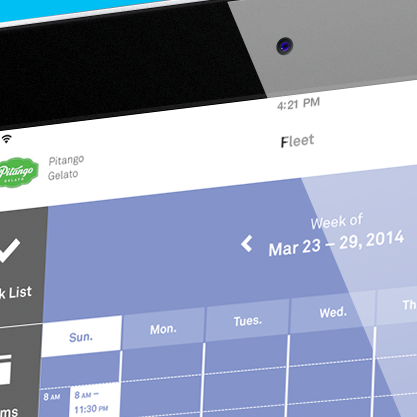 4:21 PM
Fleet
Pitango
GELATO
Pitango
Gelato
Week of
Mar 23 – 29, 2014
k List
Sun.
Mon.
Tues.
Wed.
Th
8 AM
8 AM –
11:30 PM
ms